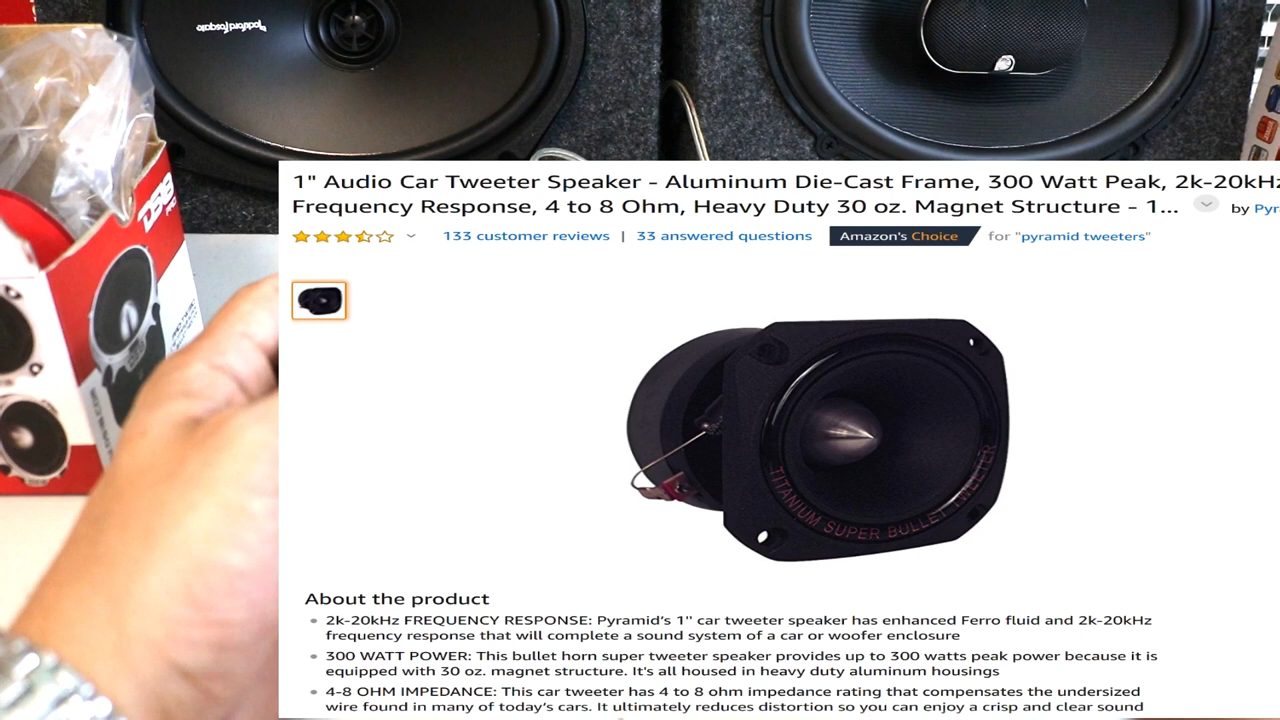 Rockford Fosgate
1" Audio Car Tweeter Speaker - Aluminum Die-Cast Frame, 300 Watt Peak, 2k-20kHz
Frequency Response, 4 to 8 Ohm, Heavy Duty 30 oz. Magnet Structure - 1... by Pyr
133 customer reviews | 33 answered questions Amazon's Choice for "pyramid tweeters"
DS18
TITANIUM SUPER BULLET TWEETER
About the product
• 2k-20kHz FREQUENCY RESPONSE: Pyramid's 1'' car tweeter speaker has enhanced Ferro fluid and 2k-20kHz
frequency response that will complete a sound system of a car or woofer enclosure
• 300 WATT POWER: This bullet horn super tweeter speaker provides up to 300 watts peak power because it is
equipped with 30 oz. magnet structure. It's all housed in heavy duty aluminum housings
• 4-8 OHM IMPEDANCE: This car tweeter has 4 to 8 ohm impedance rating that compensates the undersized
wire found in many of today's cars. It ultimately reduces distortion so you can enjoy a crisp and clear sound